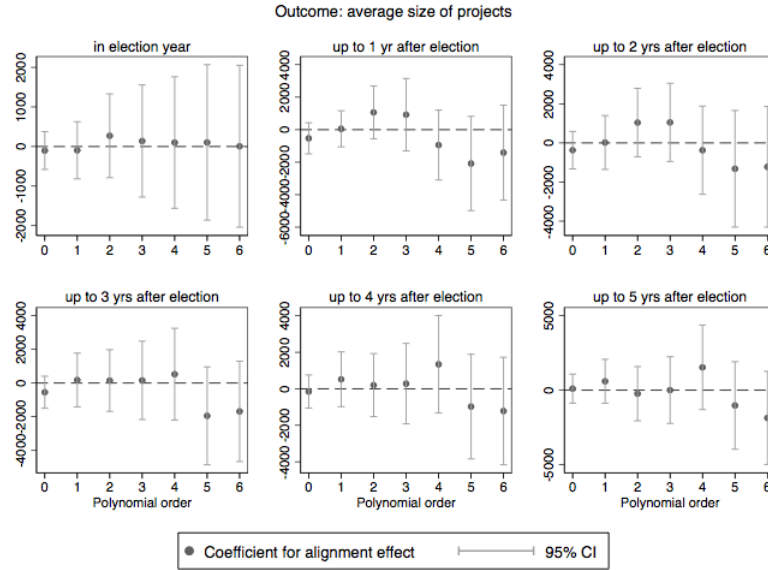 Outcome: average size of projects
in election year
2000
1000
0
-1000
-2000
0 1 2 3 4 5 6
up to 1 yr after election
4000
2000
0
-2000
-4000
-6000
0 1 2 3 4 5 6
up to 2 yrs after election
4000
2000
0
-2000
-4000
0 1 2 3 4 5 6
up to 3 yrs after election
4000
2000
0
-2000
-4000
0 1 2 3 4 5 6
Polynomial order
up to 4 yrs after election
4000
2000
0
-2000
-4000
0 1 2 3 4 5 6
Polynomial order
up to 5 yrs after election
5000
0
-5000
0 1 2 3 4 5 6
Polynomial order
Coefficient for alignment effect 95% CI